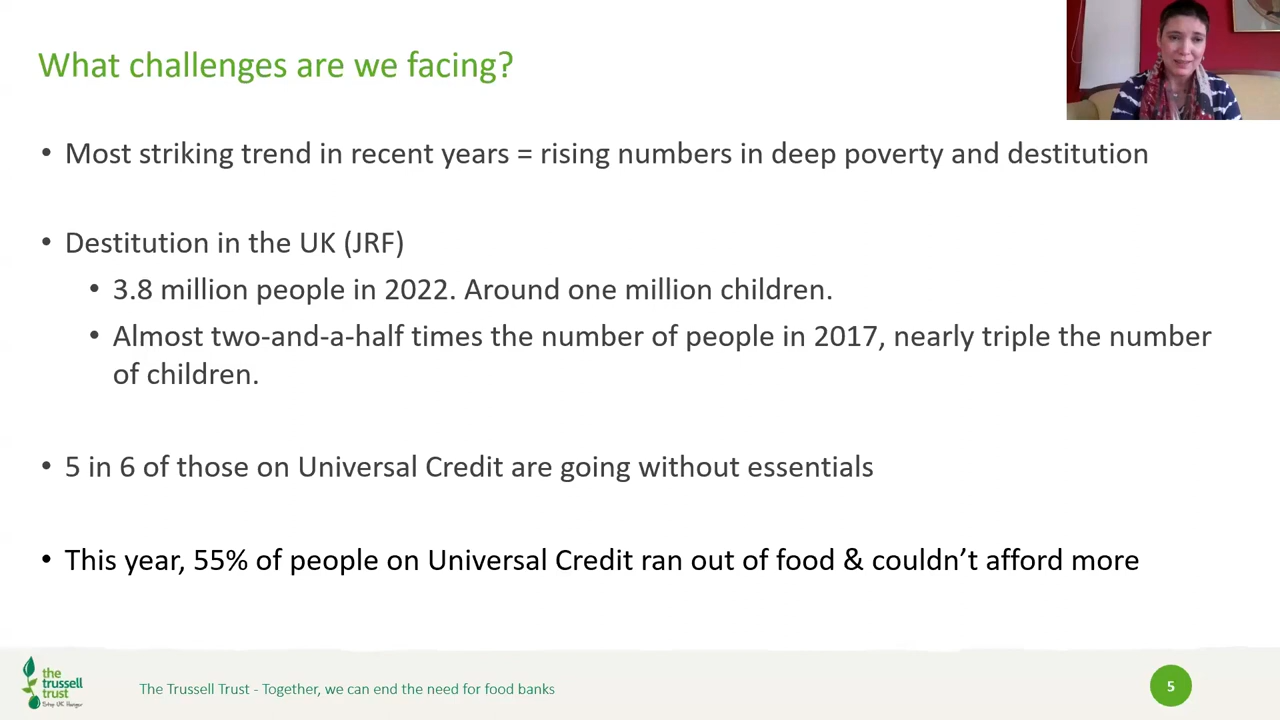 What challenges are we facing?
• Most striking trend in recent years = rising numbers in deep poverty and destitution
• Destitution in the UK (JRF)
• 3.8 million people in 2022. Around one million children.
• Almost two-and-a-half times the number of people in 2017, nearly triple the number
of children.
• 5 in 6 of those on Universal Credit are going without essentials
• This year, 55% of people on Universal Credit ran out of food & couldn’t afford more
the
trussell
trust
Stop UK Hunger
The Trussell Trust - Together, we can end the need for food banks
5